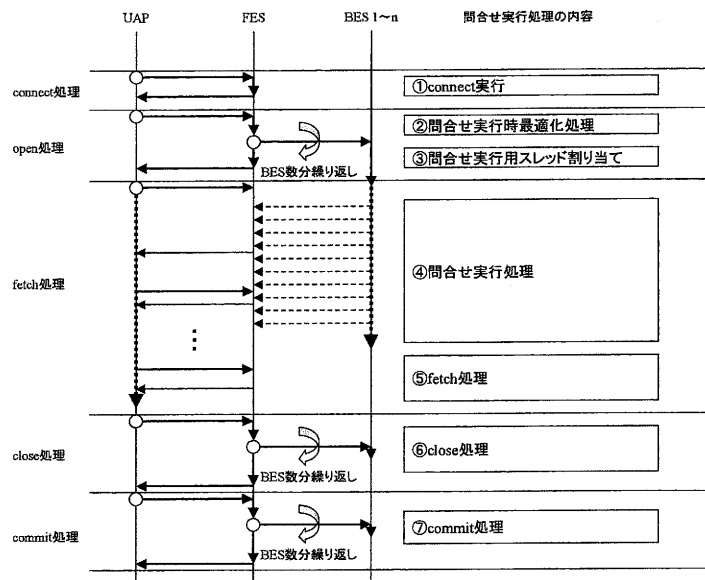 UAP FES BES 1～n 問合せ実行処理の内容
connect処理
①connect実行
open処理
②問合せ実行時最適化処理
③問合せ実行用スレッド割り当て
BES数分繰り返し
fetch処理
④問合せ実行処理
⑤fetch処理
close処理
⑥close処理
BES数分繰り返し
commit処理
⑦commit処理
BES数分繰り返し